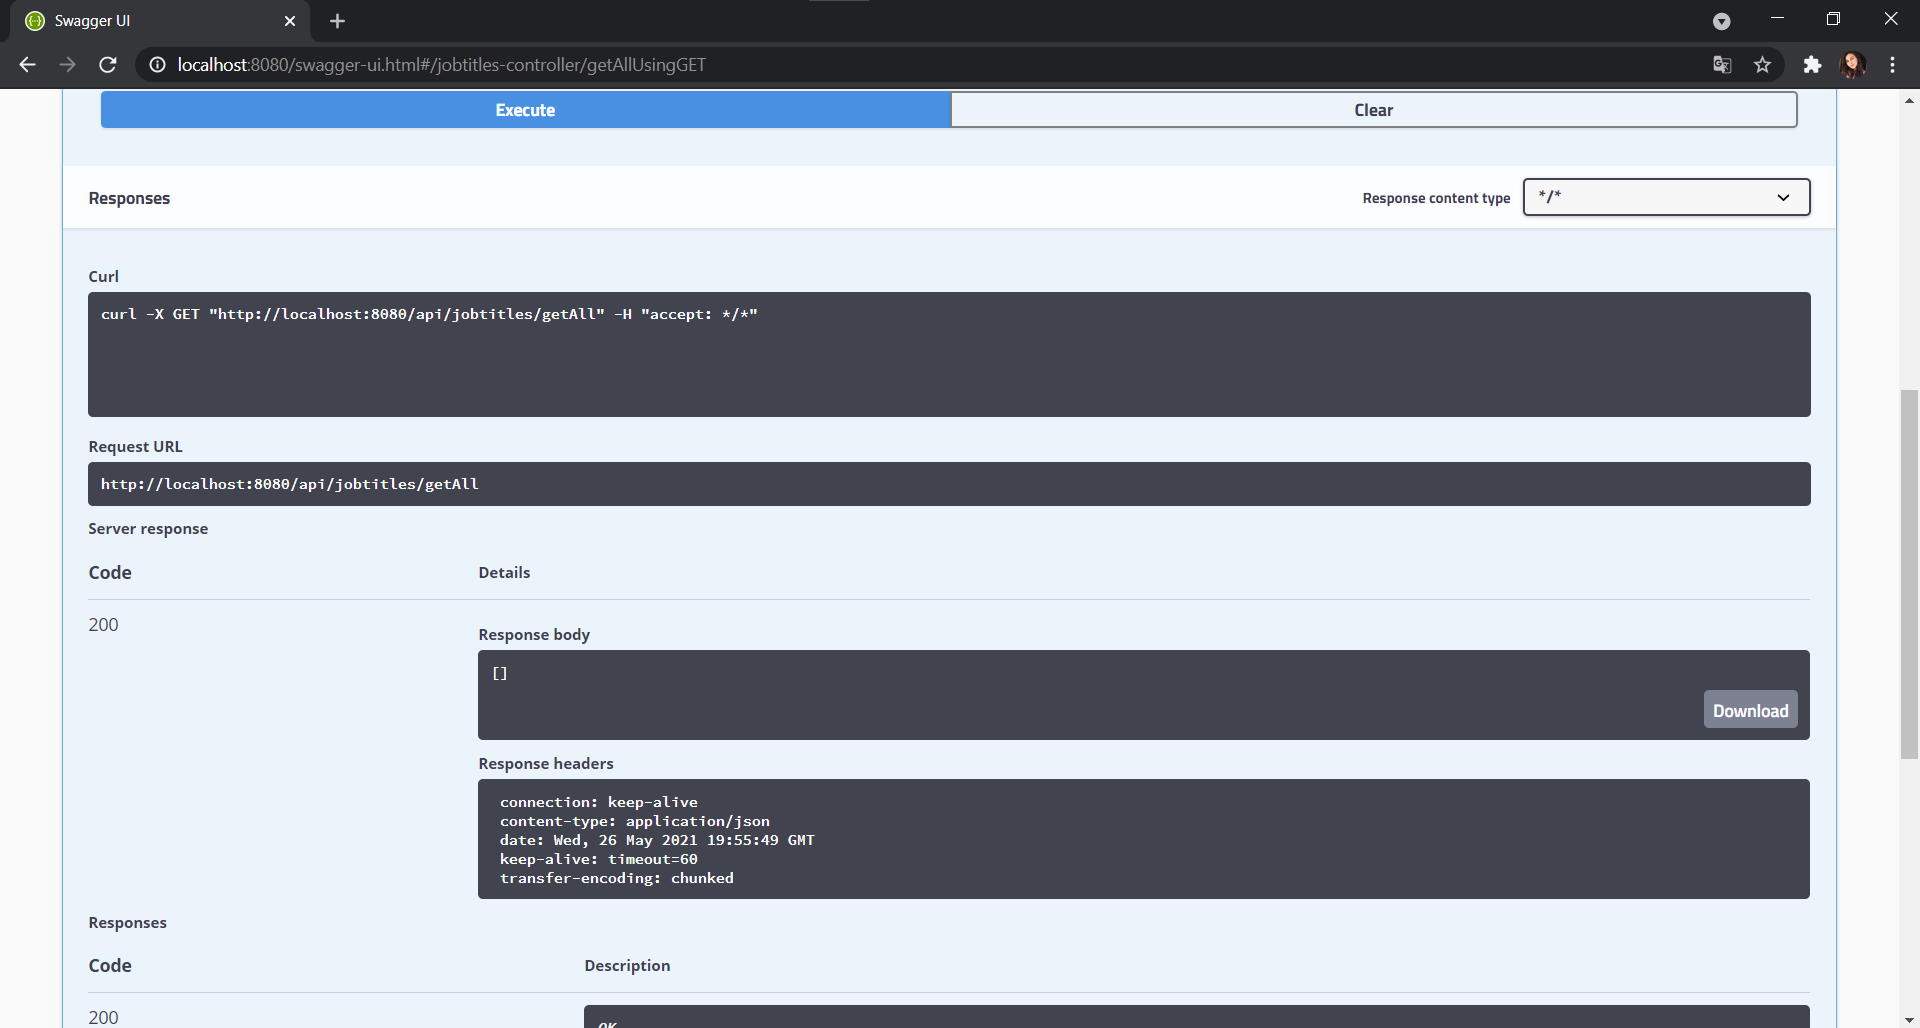 Swagger UI
localhost:8080/swagger-ui.html#/jobtitles-controller/getAllUsingGET
Execute
Clear
Responses
Response content type
*/*
Curl
curl -X GET "http://localhost:8080/api/jobtitles/getAll" -H "accept: */*"
Request URL
http://localhost:8080/api/jobtitles/getAll
Server response
Code
Details
200
Response body
[]
Download
Response headers
connection: keep-alive
content-type: application/json
date: Wed, 26 May 2021 19:55:49 GMT
keep-alive: timeout=60
transfer-encoding: chunked
Responses
Code
Description
200
OK